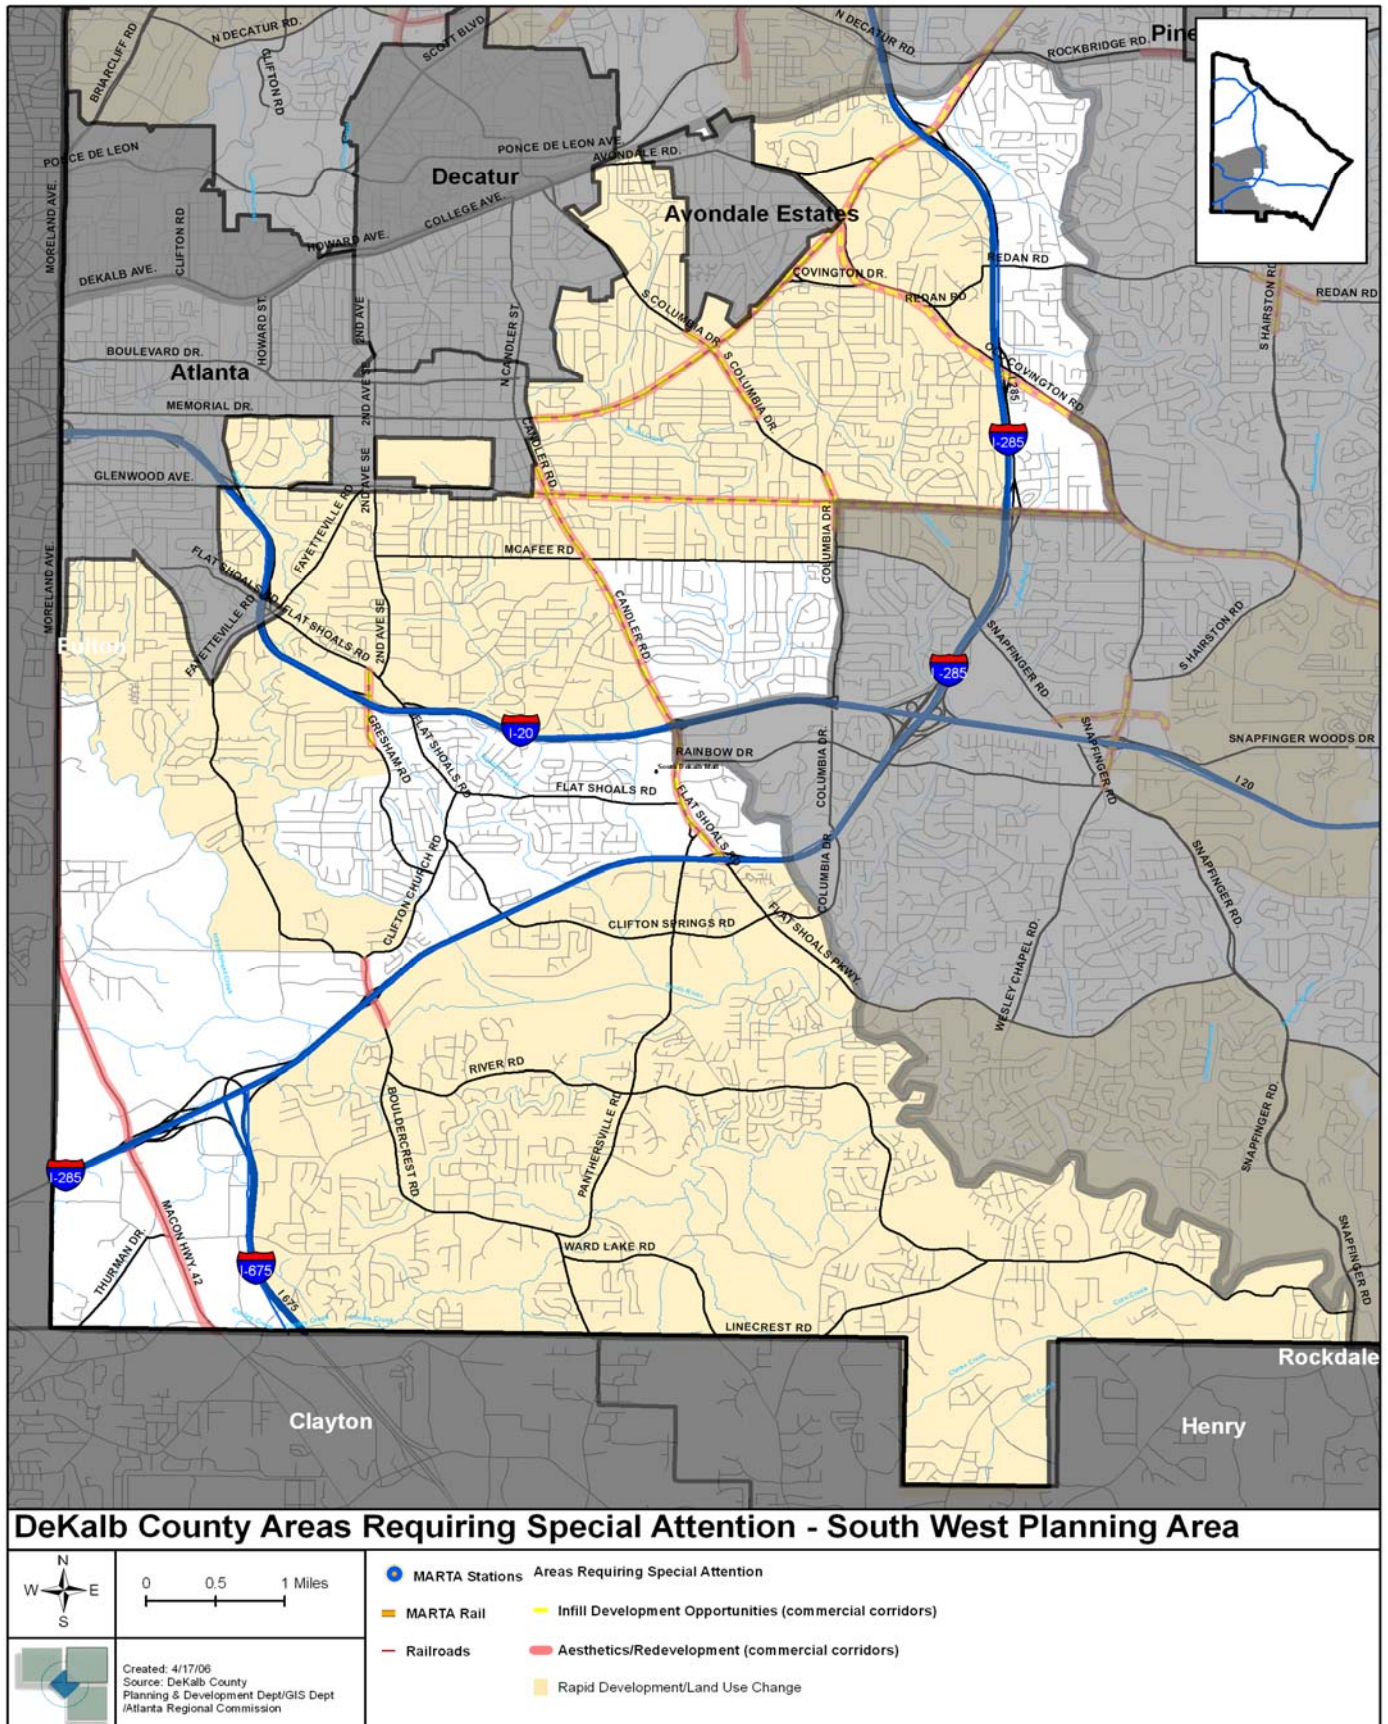 N DECATUR RD.
SCOTT BLVD.
N DECATUR RD.
ROCKBRIDGE RD.
Pine
BRIARCLIFF RD
CLIFTON RD
PONCE DE LEON
PONCE DE LEON AVE.
AVONDALE RD.
Decatur
MORELAND AVE.
CLIFTON RD
COLLEGE AVE.
HOWARD AVE.
Avondale Estates
DEKALB AVE.
COVINGTON DR.
REDAN RD
REDAN RD
REDAN RD
S HAIRSTON RD
HOWARD ST.
2ND AVE
N CANDLER ST
S COLUMBIA DR.
S COLUMBIA DR.
OLD COVINGTON RD
BOULEVARD DR.
Atlanta
MEMORIAL DR.
2ND AVE SE
I-285
CANDLER RD.
GLENWOOD AVE.
2ND AVE SE
FAYETTEVILLE RD
MCAFEE RD
COLUMBIA DR.
MORELAND AVE.
FLAT SHOALS RD
FLAT SHOALS RD
FAYETTEVILLE RD
2ND AVE SE
CANDLER RD.
Fulton
SNAPFINGER RD
S HAIRSTON RD
I-285
GRESHAM RD
FLAT SHOALS RD
I-20
RAINBOW DR
South Dekalb Mall
COLUMBIA DR.
SNAPFINGER RD
SNAPFINGER WOODS DR
I 20
FLAT SHOALS RD
FLAT SHOALS RD
CLIFTON CHURCH RD
COLUMBIA DR.
SNAPFINGER RD.
CLIFTON SPRINGS RD
FLAT SHOALS PKWY.
WESLEY CHAPEL RD.
South River
RIVER RD
BOULDERCREST RD
PANTHERSVILLE RD
SNAPFINGER RD.
I-285
MACON HWY. 42
THURMAN DR.
I-675
I 675
WARD LAKE RD
LINECREST RD
SNAPFINGER RD
Rockdale
Clayton
Henry
DeKalb County Areas Requiring Special Attention - South West Planning Area
N
W E
S
0 0.5 1 Miles
MARTA Stations
MARTA Rail
Railroads
Areas Requiring Special Attention
Infill Development Opportunities (commercial corridors)
Aesthetics/Redevelopment (commercial corridors)
Rapid Development/Land Use Change
Created: 4/17/06
Source: DeKalb County
Planning & Development Dept/GIS Dept
/Atlanta Regional Commission